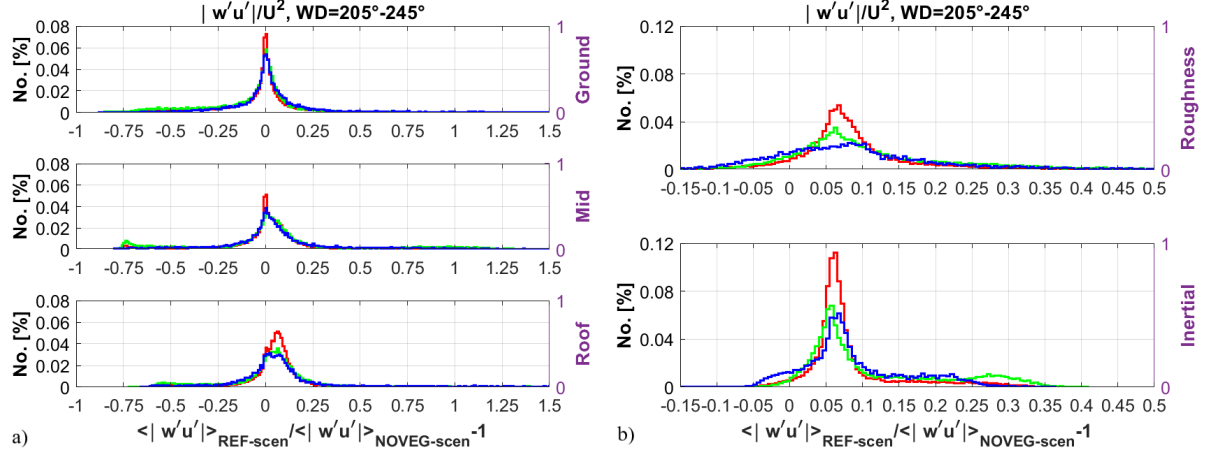 | w′u′|/U², WD=205°-245°
0.08
0.06
0.04
0.02
0
No. [%]
1
0
Ground
-1 -0.75 -0.5 -0.25 0 0.25 0.5 0.75 1 1.25 1.5
0.08
0.06
0.04
0.02
0
No. [%]
1
0
Mid
-1 -0.75 -0.5 -0.25 0 0.25 0.5 0.75 1 1.25 1.5
0.08
0.06
0.04
0.02
0
No. [%]
1
0
Roof
-1 -0.75 -0.5 -0.25 0 0.25 0.5 0.75 1 1.25 1.5
a) <| w′u′|>REF-scen/<| w′u′|>NOVEG-scen-1
| w′u′|/U², WD=205°-245°
0.12
0.08
0.04
0
No. [%]
1
0
Roughness
-0.15 -0.1 -0.05 0 0.05 0.1 0.15 0.2 0.25 0.3 0.35 0.4 0.45 0.5
0.12
0.08
0.04
0
No. [%]
1
0
Inertial
-0.15 -0.1 -0.05 0 0.05 0.1 0.15 0.2 0.25 0.3 0.35 0.4 0.45 0.5
b) <| w′u′|>REF-scen/<| w′u′|>NOVEG-scen-1